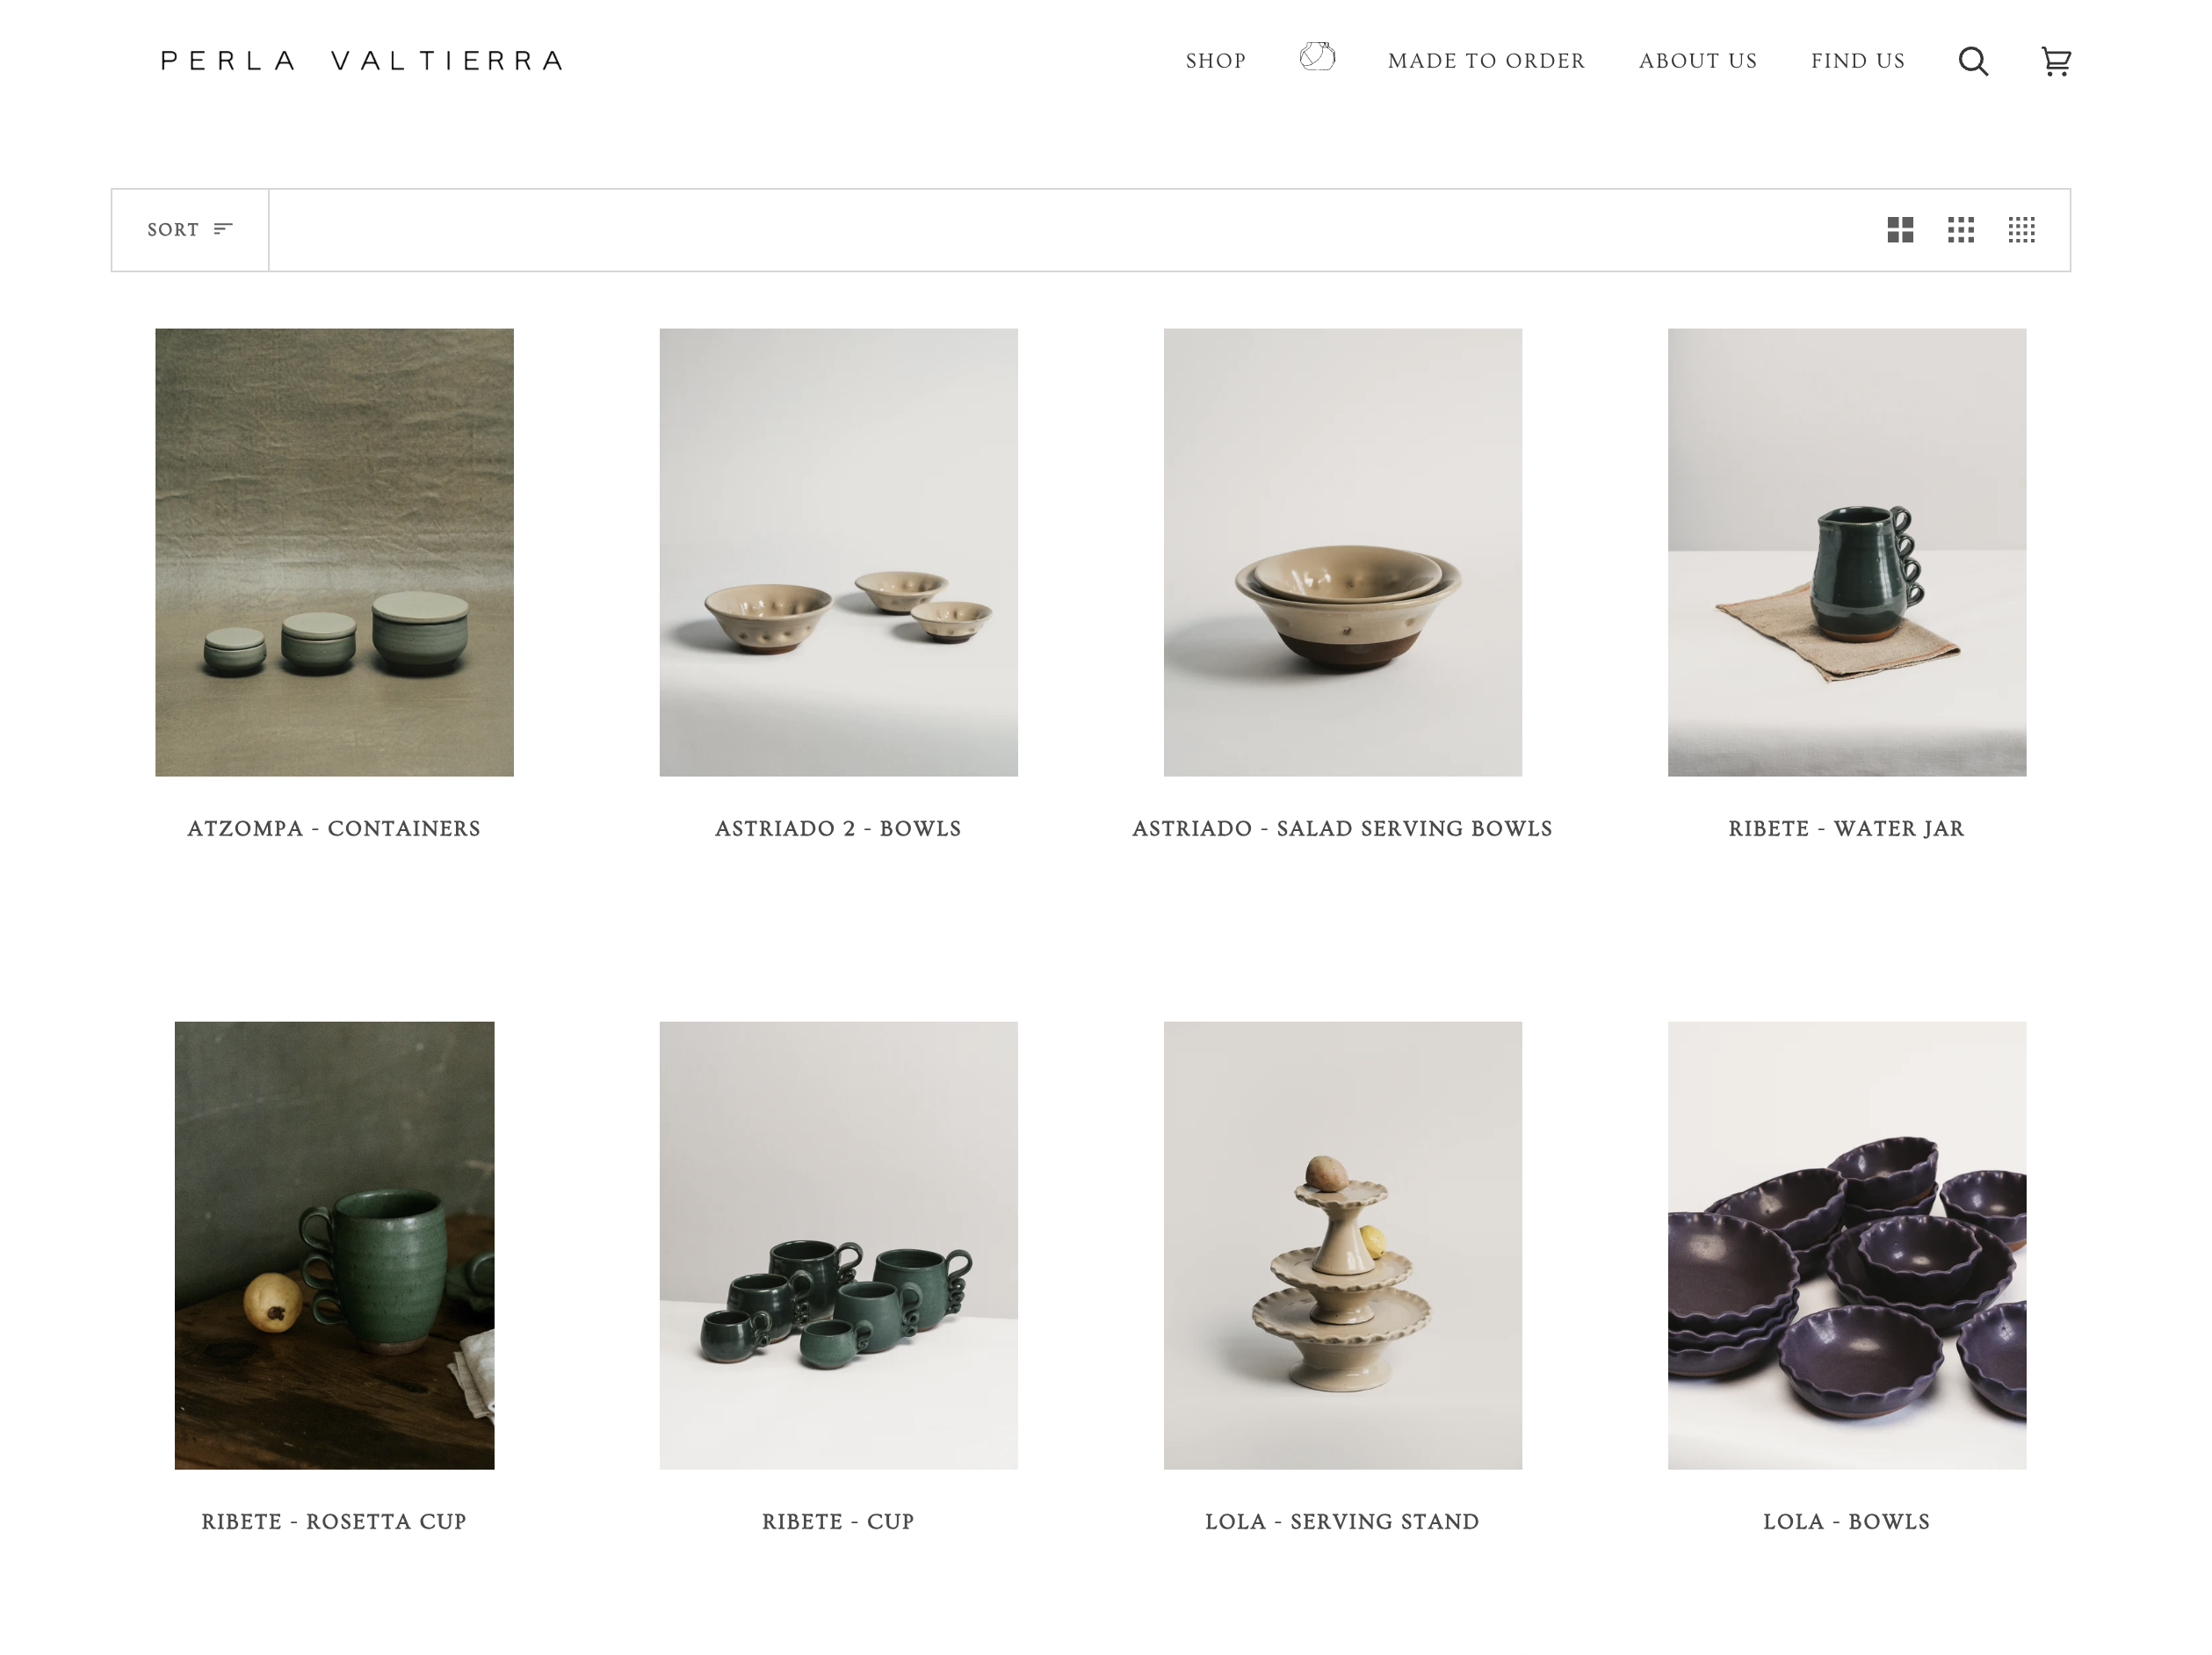 PERLA VALTIERRA
SHOP MADE TO ORDER ABOUT US FIND US
SORT
ATZOMPA - CONTAINERS
ASTRIADO 2 - BOWLS
ASTRIADO - SALAD SERVING BOWLS
RIBETE - WATER JAR
RIBETE - ROSETTA CUP
RIBETE - CUP
LOLA - SERVING STAND
LOLA - BOWLS